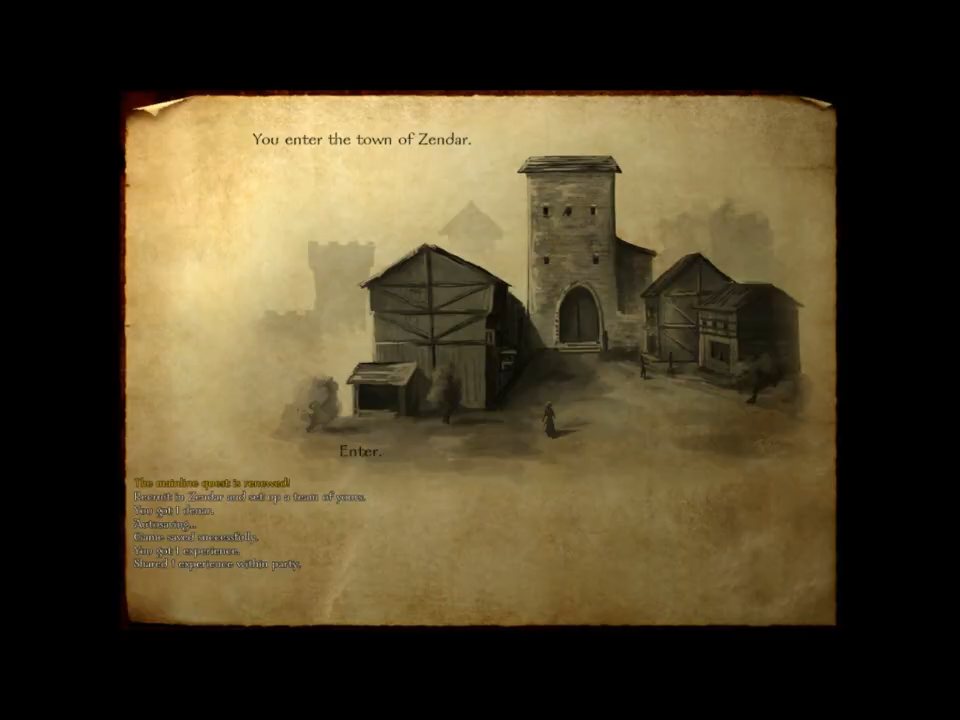 You enter the town of Zendar.
Enter.
The mainline quest is renewed!
Recruit in Zendar and set up a team of yours.
You got 1 denar.
Autosaving...
Game saved successfully.
You got 1 experience.
Shared 1 experience within party.